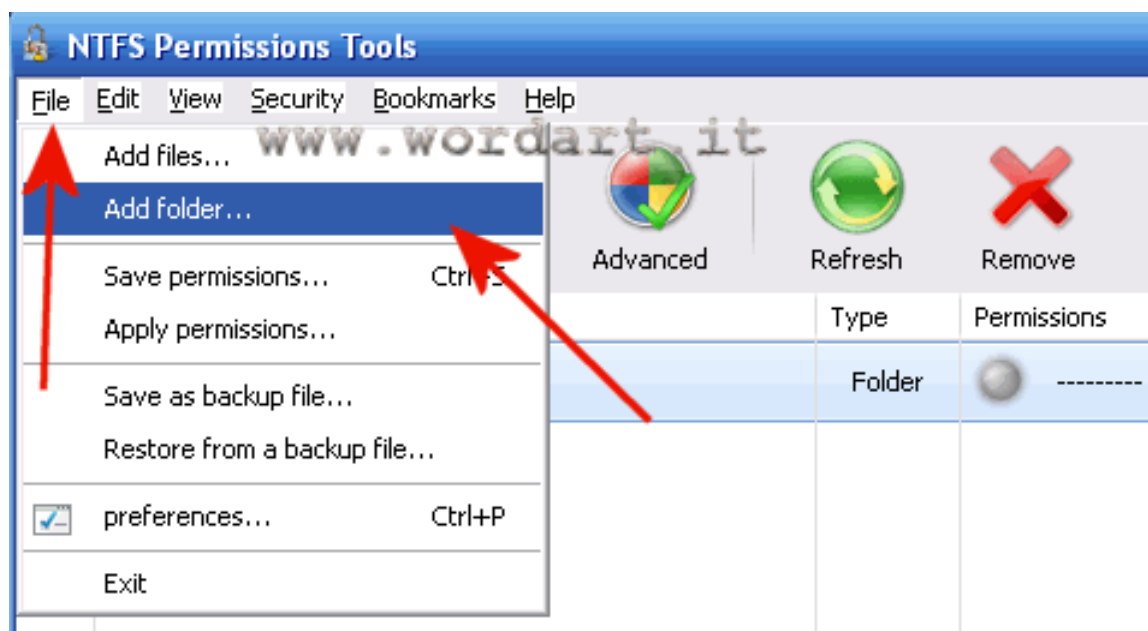 NTFS Permissions Tools
File Edit View Security Bookmarks Help
www.wordart.it
Add files...
Add folder...
Save permissions... Ctrl+S
Apply permissions...
Save as backup file...
Restore from a backup file...
preferences... Ctrl+P
Exit
Advanced Refresh Remove
Type Permissions
Folder ---------